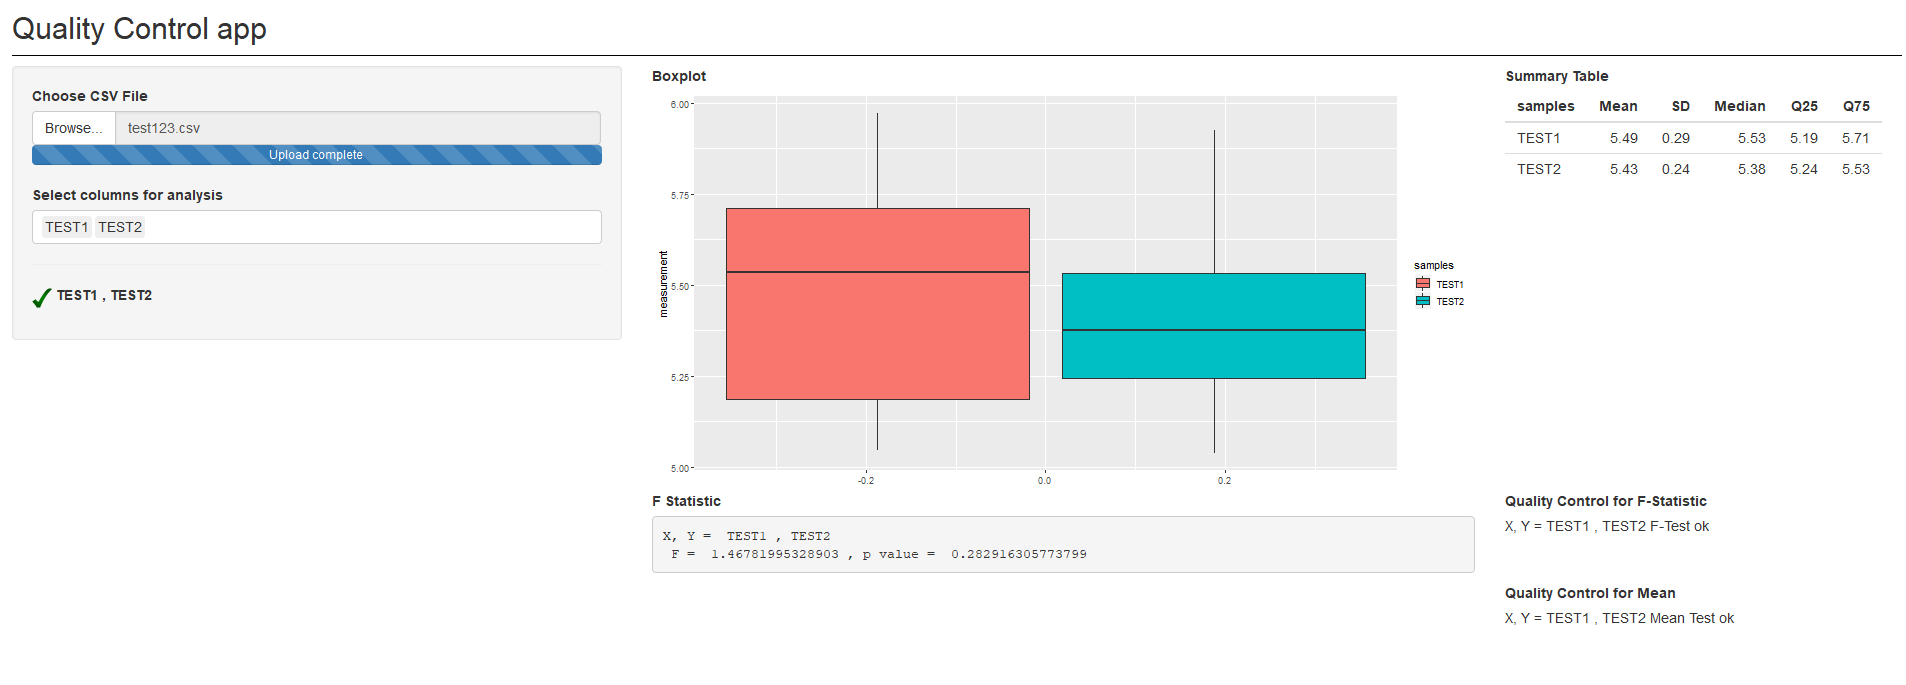 Quality Control app
Choose CSV File
Browse... test123.csv
Upload complete
Select columns for analysis
TEST1 TEST2
TEST1 , TEST2
Boxplot
6.00
5.75
5.50
5.25
5.00
measurement
-0.2 0.0 0.2
samples
TEST1
TEST2
Summary Table
samples Mean SD Median Q25 Q75
TEST1 5.49 0.29 5.53 5.19 5.71
TEST2 5.43 0.24 5.38 5.24 5.53
F Statistic
X, Y = TEST1 , TEST2
F = 1.46781995328903 , p value = 0.282916305773799
Quality Control for F-Statistic
X, Y = TEST1 , TEST2 F-Test ok
Quality Control for Mean
X, Y = TEST1 , TEST2 Mean Test ok